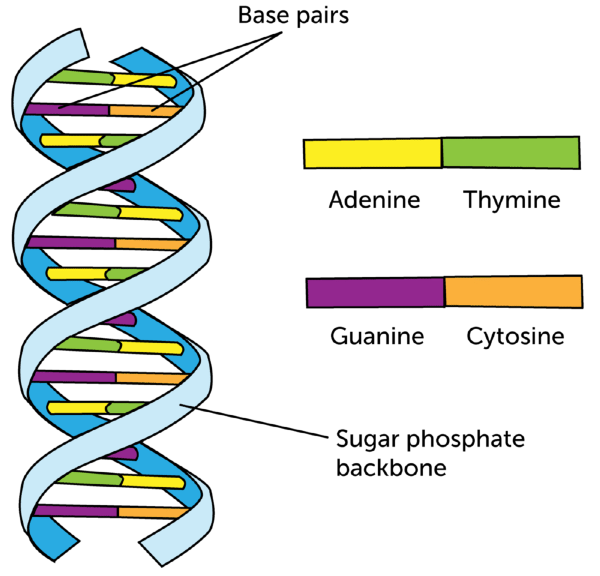 Base pairs
Adenine Thymine
Guanine Cytosine
Sugar phosphate
backbone